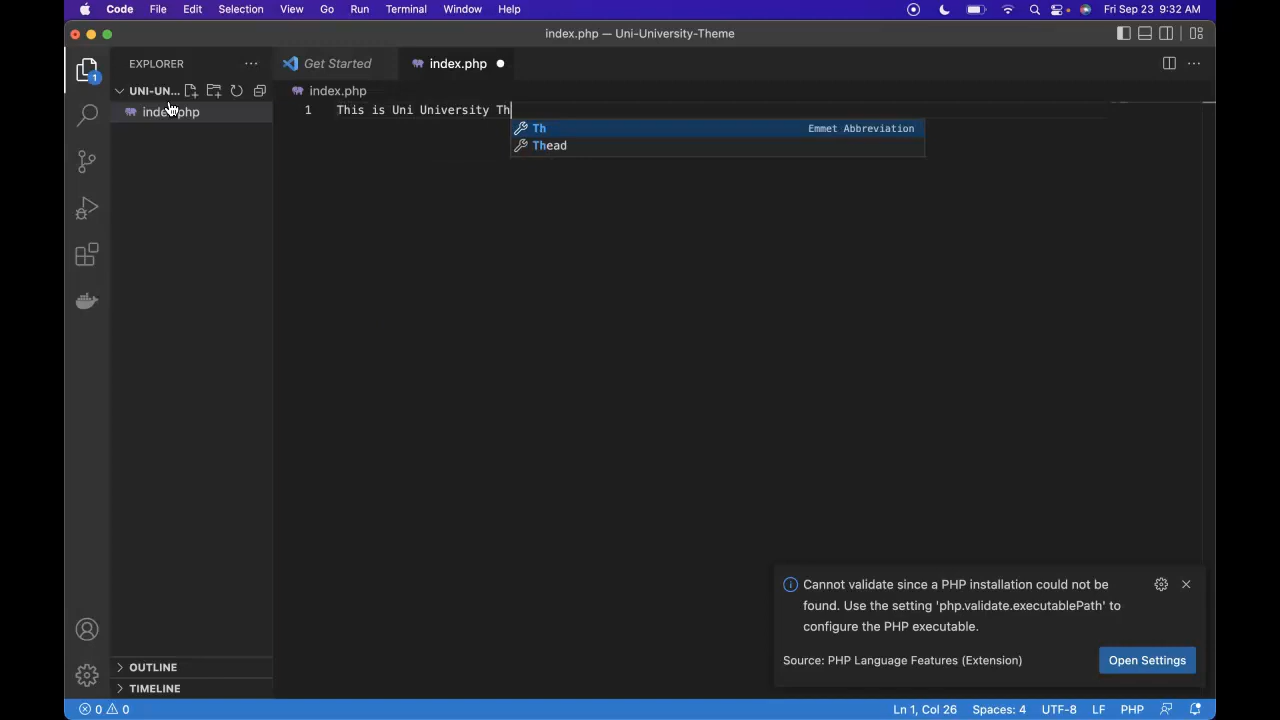 Code File Edit Selection View Go Run Terminal Window Help Fri Sep 23 9:32 AM
index.php — Uni-University-Theme
EXPLORER
Get Started
index.php
1
UNI-UN...
index.php
index.php
1 This is Uni University Th
Th Emmet Abbreviation
Thead
Cannot validate since a PHP installation could not be
found. Use the setting 'php.validate.executablePath' to
configure the PHP executable.
Source: PHP Language Features (Extension)
Open Settings
OUTLINE
TIMELINE
0 0 Ln 1, Col 26 Spaces: 4 UTF-8 LF PHP